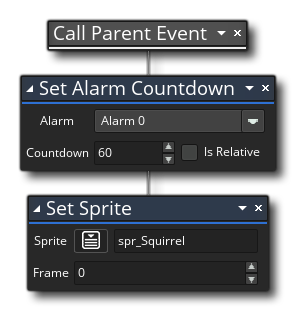 Call Parent Event
Set Alarm Countdown
Alarm Alarm 0
Countdown 60 Is Relative
Set Sprite
Sprite spr_Squirrel
Frame 0